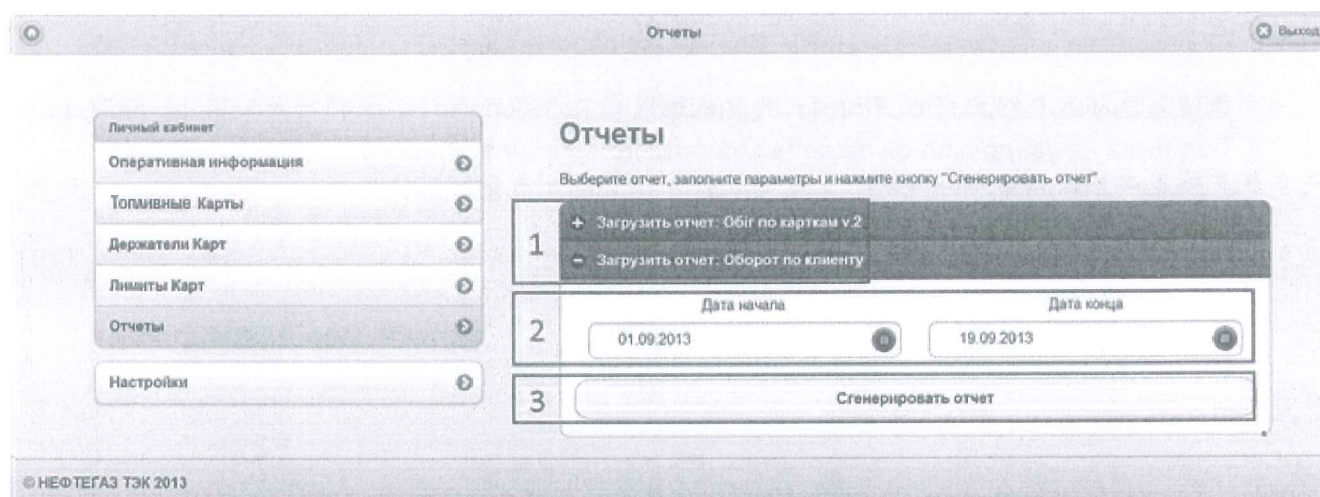 Отчеты
Выход
Личный кабинет
Оперативная информация
Топливные Карты
Держатели Карт
Лимиты Карт
Отчеты
Настройки
Отчеты
Выберите отчет, заполните параметры и нажмите кнопку "Сгенерировать отчет".
1
Загрузить отчет: Обіг по карткам v.2
Загрузить отчет: Оборот по клиенту
2
Дата начала
Дата конца
01.09.2013
19.09.2013
3
Сгенерировать отчет
© НЕФТЕГАЗ ТЭК 2013